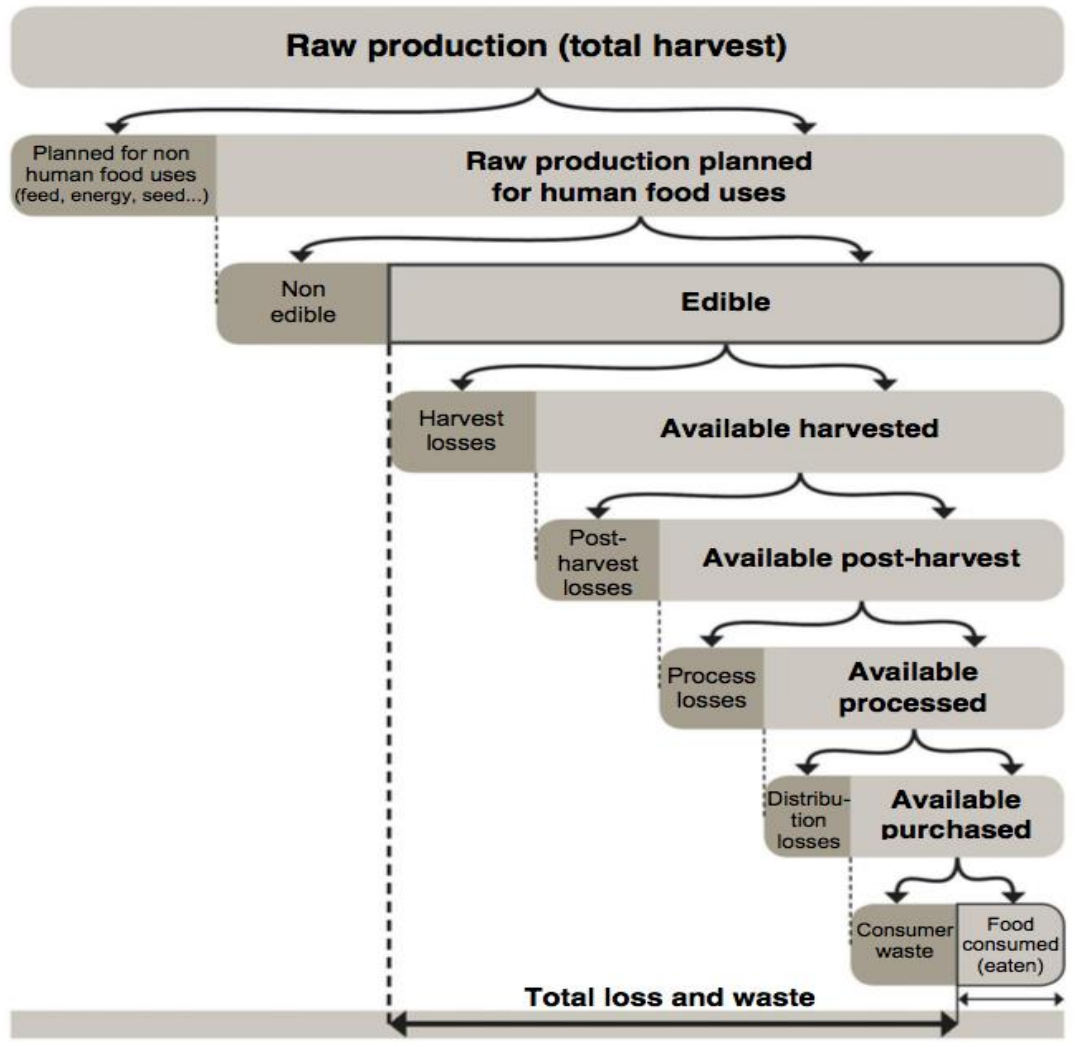 Raw production (total harvest)
Planned for non
human food uses
(feed, energy, seed...)
Raw production planned
for human food uses
Non
edible
Edible
Harvest
losses
Available harvested
Post-
harvest
losses
Available post-harvest
Process
losses
Available
processed
Distribu-
tion
losses
Available
purchased
Consumer
waste
Food
consumed
(eaten)
Total loss and waste